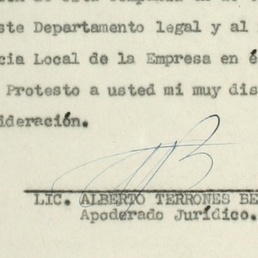 este Departamento legal y al
cia Local de la Empresa en é
Protesto a usted mi muy dis
ideración.
LIC. ALBERTO TERRONES BE
Apoderado Jurídico.